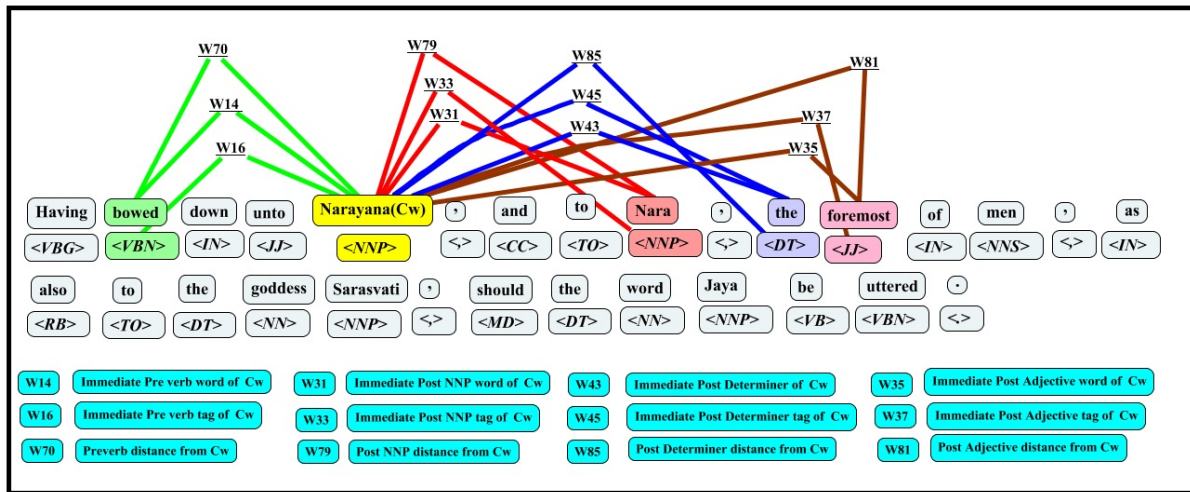 W70 W79 W85 W81
W33 W45
W14 W31 W43 W37
W16 W35
Having bowed down unto Narayana(Cw) , and to Nara , the foremost of men , as
<VBG> <VBN> <IN> <JJ> <NNP> <,> <CC> <TO> <NNP> <,> <DT> <JJ> <IN> <NNS> <,> <IN>
also to the goddess Sarasvati , should the word Jaya be uttered .
<RB> <TO> <DT> <NN> <NNP> <,> <MD> <DT> <NN> <NNP> <VB> <VBN> <,>
W14 Immediate Pre verb word of Cw W31 Immediate Post NNP word of Cw W43 Immediate Post Determiner of Cw W35 Immediate Post Adjective word of Cw
W16 Immediate Pre verb tag of Cw W33 Immediate Post NNP tag of Cw W45 Immediate Post Determiner tag of Cw W37 Immediate Post Adjective tag of Cw
W70 Preverb distance from Cw W79 Post NNP distance from Cw W85 Post Determiner distance from Cw W81 Post Adjective distance from Cw